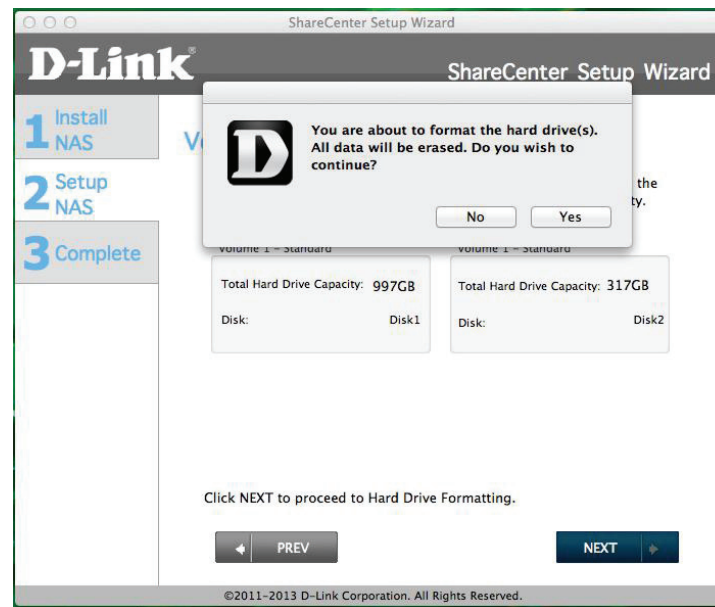 ShareCenter Setup Wizard
D-Link®
ShareCenter Setup Wizard
1 Install
NAS
2 Setup
NAS
3 Complete
V
You are about to format the hard drive(s).
All data will be erased. Do you wish to
continue?
No Yes
the
ty.
Volume 1 - Standard
Total Hard Drive Capacity: 997GB
Disk: Disk1
Volume 1 - Standard
Total Hard Drive Capacity: 317GB
Disk: Disk2
Click NEXT to proceed to Hard Drive Formatting.
PREV
NEXT
©2011-2013 D-Link Corporation. All Rights Reserved.